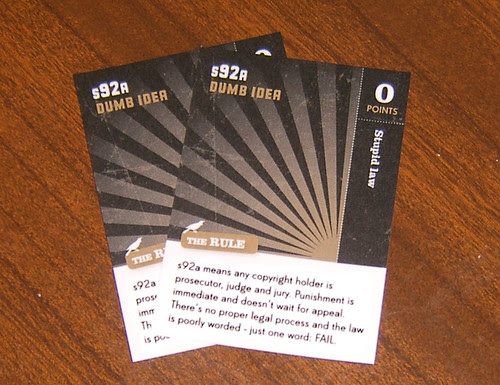 s92A
DUMB IDEA
0
POINTS
Stupid law
THE RULE
s92a means any copyright holder is
prosecutor, judge and jury. Punishment is
immediate and doesn't wait for appeal.
There's no proper legal process and the law
is poorly worded - just one word: FAIL.
s92A
DUMB IDEA
THE
s92a